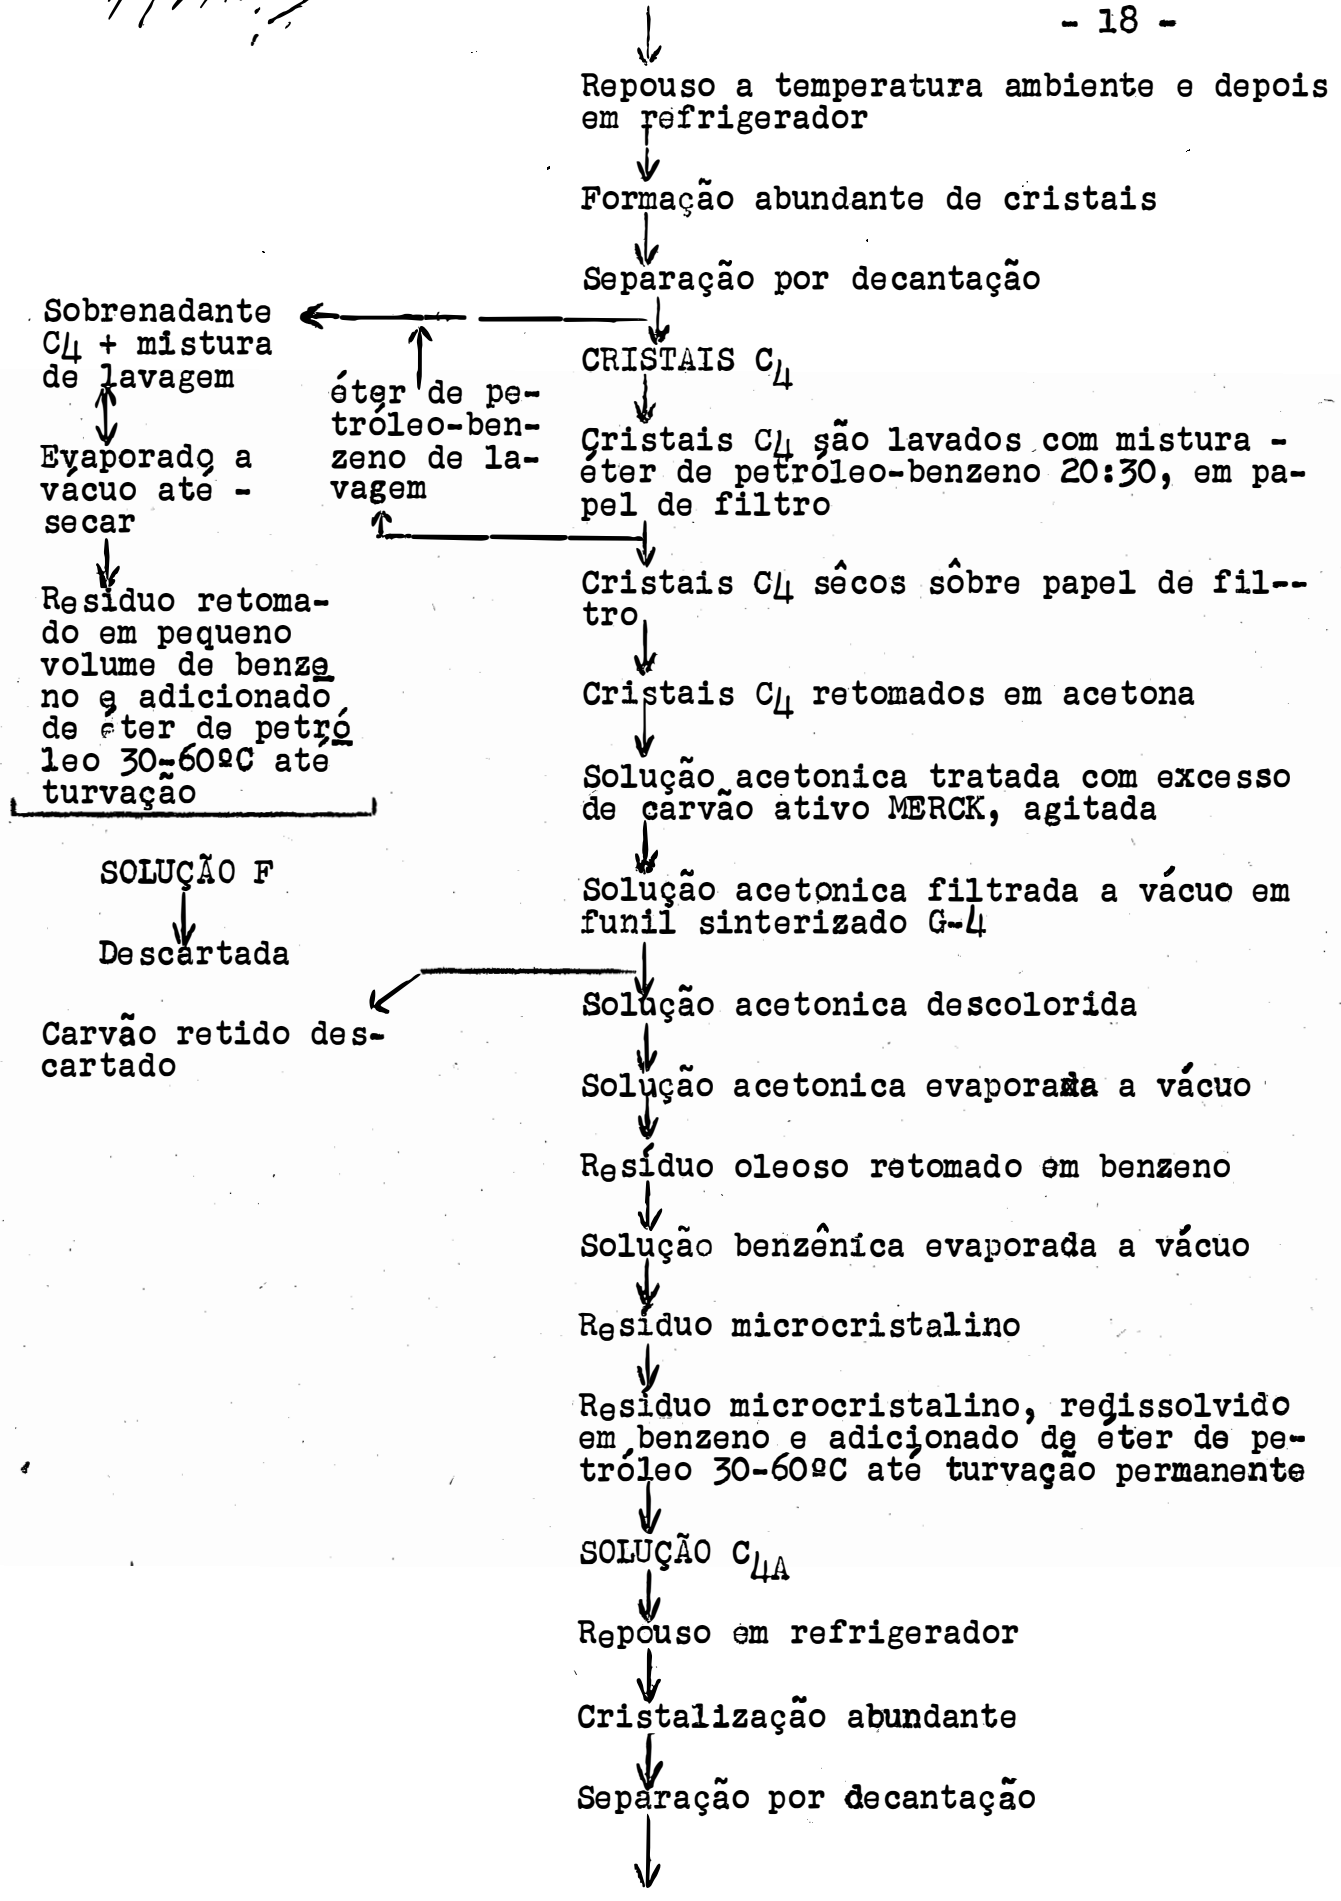 - 18 -
Repouso a temperatura ambiente e depois
em refrigerador
Formação abundante de cristais
Separação por decantação
Sobrenadante
C4 + mistura
de lavagem
CRISTAIS C4
éter de pe-
tróleo-ben-
zeno de la-
vagem
Cristais C4 são lavados com mistura -
éter de petróleo-benzeno 20:30, em pa-
pel de filtro
Evaporado a
vácuo até -
secar
Cristais C4 sêcos sôbre papel de fil--
tro
Resíduo retoma-
do em pequeno
volume de benze
no e adicionado
de éter de petró
leo 30-60ºC até
turvação
Cristais C4 retomados em acetona
Solução acetonica tratada com excesso
de carvão ativo MERCK, agitada
SOLUÇÃO F
Descartada
Solução acetonica filtrada a vácuo em
funil sinterizado G-4
Carvão retido des-
cartado
Solução acetonica descolorida
Solução acetonica evaporada a vácuo
Resíduo oleoso retomado em benzeno
Solução benzênica evaporada a vácuo
Resíduo microcristalino
Resíduo microcristalino, redissolvido
em benzeno e adicionado de éter de pe-
tróleo 30-60ºC até turvação permanente
SOLUÇÃO C4A
Repouso em refrigerador
Cristalização abundante
Separação por decantação